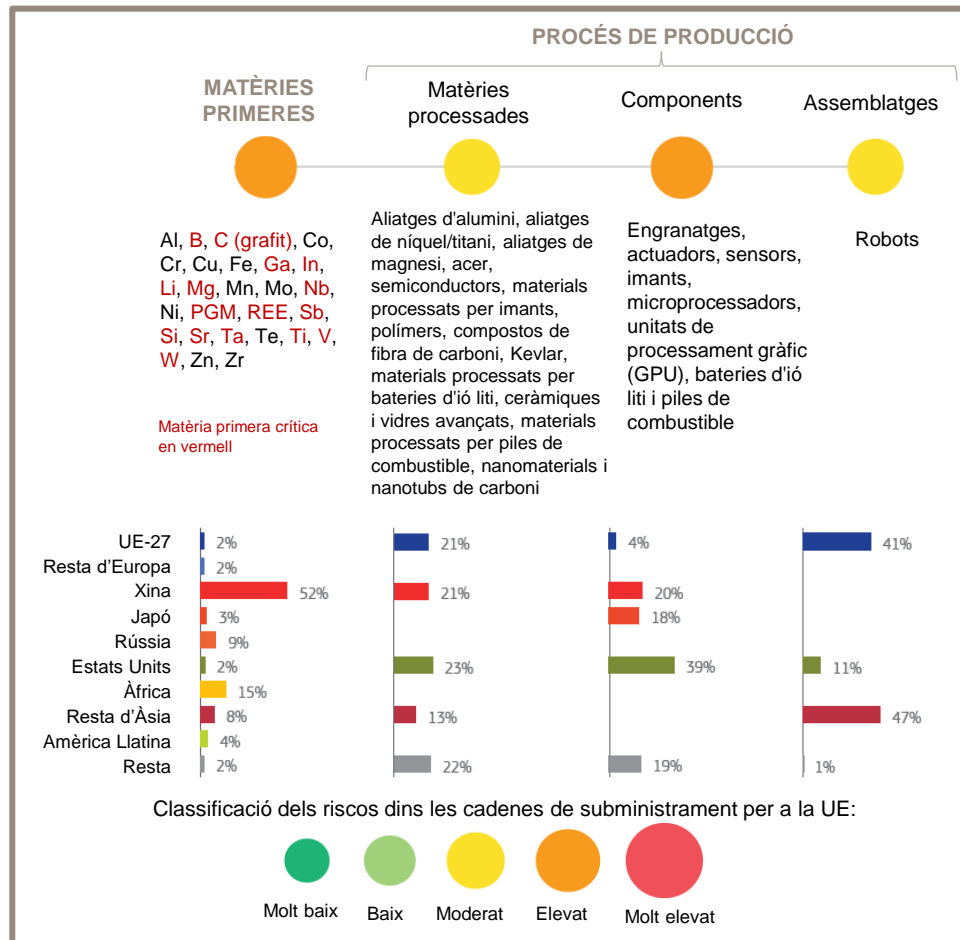 PROCÉS DE PRODUCCIÓ
MATÈRIES
PRIMERES
Matèries
processades
Components
Assemblatges
Al, B, C (grafit), Co,
Cr, Cu, Fe, Ga, In,
Li, Mg, Mn, Mo, Nb,
Ni, PGM, REE, Sb,
Si, Sr, Ta, Te, Ti, V,
W, Zn, Zr
Matèria primera crítica
en vermell
Aliatges d'alumini, aliatges
de níquel/titani, aliatges de
magnesi, acer,
semiconductors, materials
processats per imants,
polímers, compostos de
fibra de carboni, Kevlar,
materials processats per
bateries d'ió liti, ceràmiques
i vidres avançats, materials
processats per piles de
combustible, nanomaterials i
nanotubs de carboni
Engranatges,
actuadors, sensors,
imants,
microprocessadors,
unitats de
processament gràfic
(GPU), bateries d'ió
liti i piles de
combustible
Robots
UE-27 2% 21% 4% 41%
Resta d’Europa 2%
Xina 52% 21% 20%
Japó 3% 18%
Rússia 9%
Estats Units 2% 23% 39% 11%
Àfrica 15%
Resta d’Àsia 8% 13% 47%
Amèrica Llatina 4%
Resta 2% 22% 19% 1%
Classificació dels riscos dins les cadenes de subministrament per a la UE:
Molt baix Baix Moderat Elevat Molt elevat